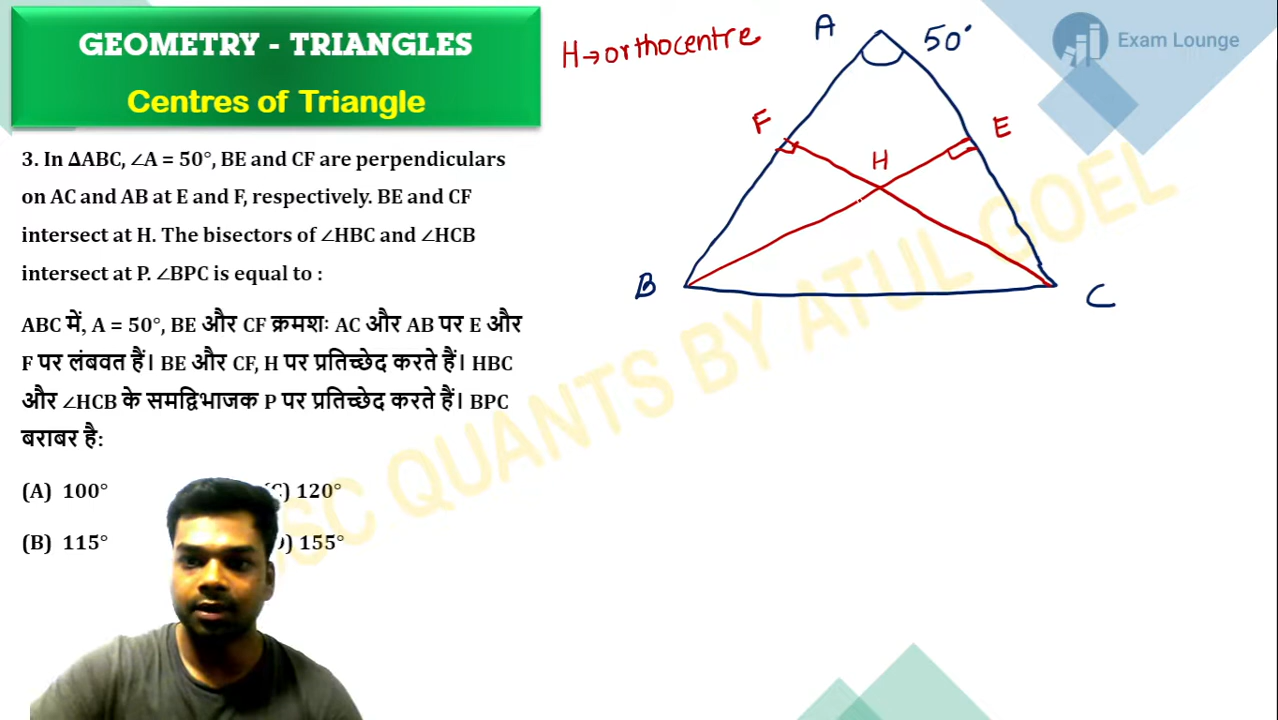 GEOMETRY - TRIANGLES
Centres of Triangle
3. In ΔABC, ∠A = 50°, BE and CF are perpendiculars
on AC and AB at E and F, respectively. BE and CF
intersect at H. The bisectors of ∠HBC and ∠HCB
intersect at P. ∠BPC is equal to :
ABC में, A = 50°, BE और CF क्रमशः AC और AB पर E और
F पर लंबवत हैं। BE और CF, H पर प्रतिच्छेद करते हैं। HBC
और ∠HCB के समद्विभाजक P पर प्रतिच्छेद करते हैं। BPC
बराबर है:
(A) 100° (C) 120°
(B) 115° D) 155°
H→orthocentre
A 50°
F E
H
B C
Exam Lounge
SSC QUANTS BY ATUL GOEL